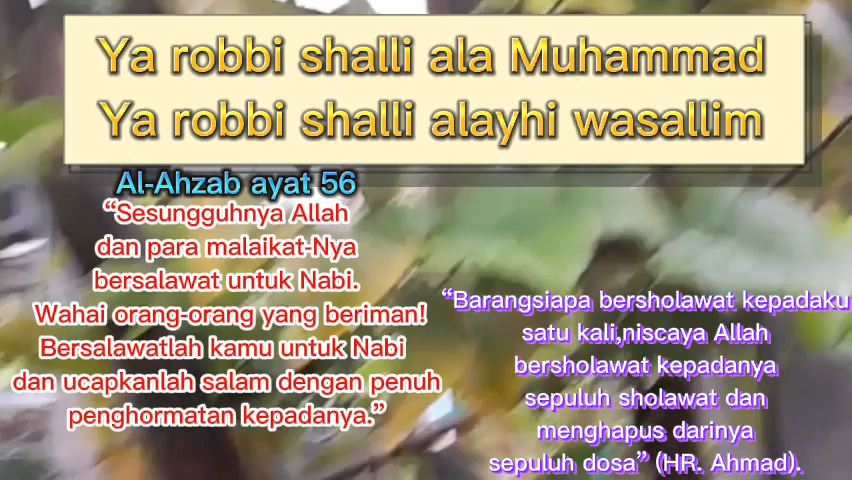 Ya robbi shalli ala Muhammad
Ya robbi shalli alayhi wasallim
Al-Ahzab ayat 56
“Sesungguhnya Allah
dan para malaikat-Nya
bersalawat untuk Nabi.
Wahai orang-orang yang beriman!
Bersalawatlah kamu untuk Nabi
dan ucapkanlah salam dengan penuh
penghormatan kepadanya.”
“Barangsiapa bersholawat kepadaku
satu kali,niscaya Allah
bersholawat kepadanya
sepuluh sholawat dan
menghapus darinya
sepuluh dosa” (HR. Ahmad).